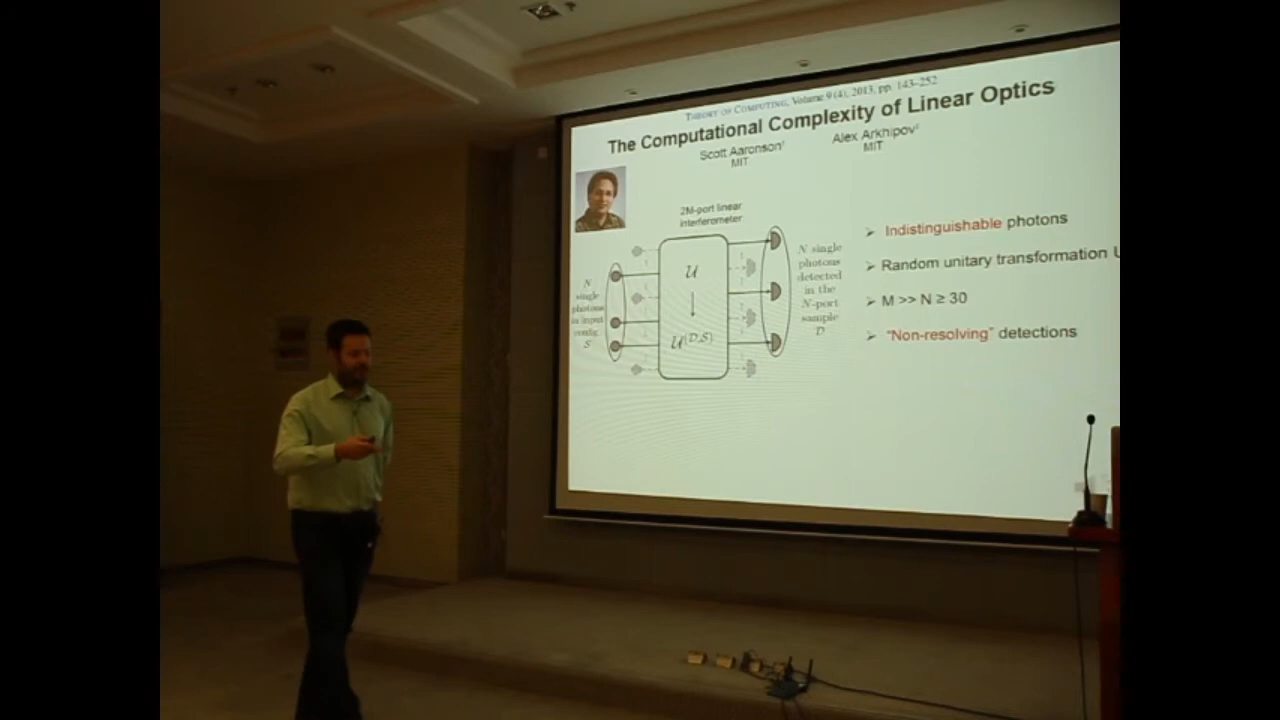 THEORY OF COMPUTING, Volume 9 (4), 2013, pp. 143–252
The Computational Complexity of Linear Optics
Scott Aaronson†
MIT
Alex Arkhipov‡
MIT
2M-port linear
interferometer
N
single
photons
in input
config.
S
U
U(D,S)
N single
photons
detected
in the
N-port
sample
D
➢ Indistinguishable photons
➢ Random unitary transformation U
➢ M >> N ≥ 30
➢ “Non-resolving” detections